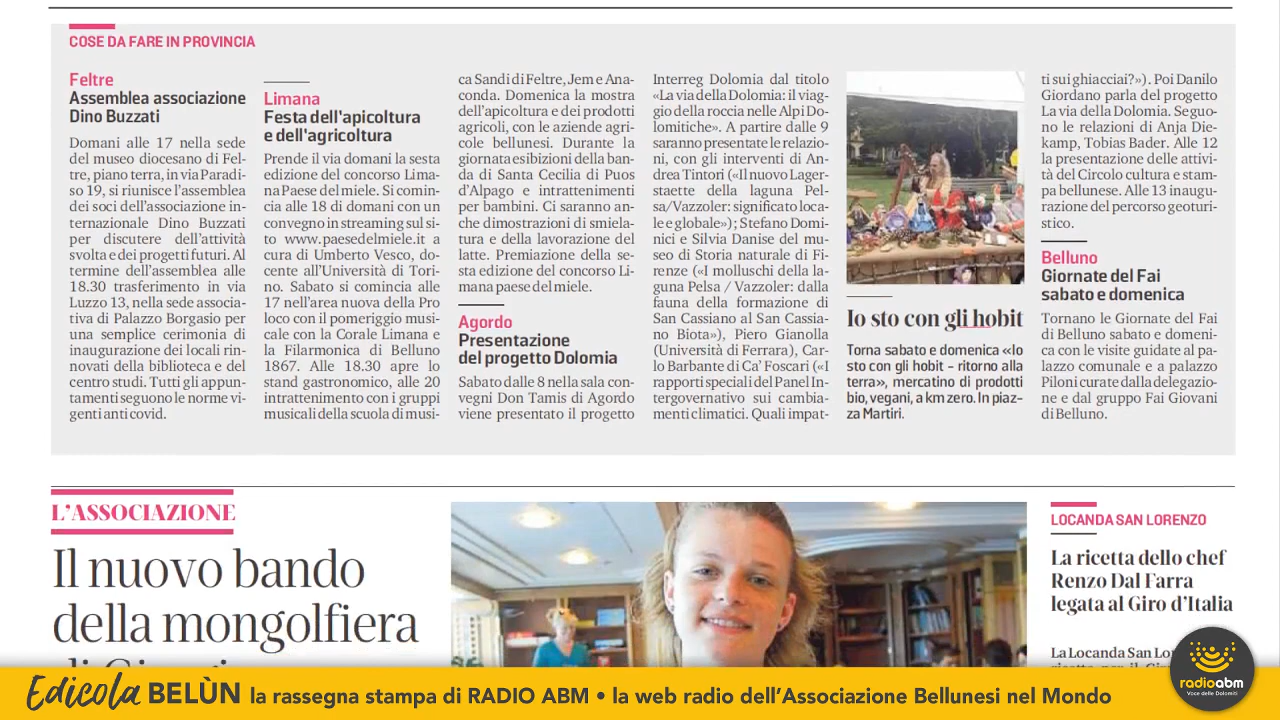 COSE DA FARE IN PROVINCIA
Feltre
Assemblea associazione
Dino Buzzati
Domani alle 17 nella sede
del museo diocesano di Fel-
tre, piano terra, in via Paradi-
so 19, si riunisce l'assemblea
dei soci dell'associazione in-
ternazionale Dino Buzzati
per discutere dell'attività
svolta e dei progetti futuri. Al
termine dell'assemblea alle
18.30 trasferimento in via
Luzzo 13, nella sede associa-
tiva di Palazzo Borgasio per
una semplice cerimonia di
inaugurazione dei locali rin-
novati della biblioteca e del
centro studi. Tutti gli appun-
tamenti seguono le norme vi-
genti anti covid.
Limana
Festa dell'apicoltura
e dell'agricoltura
Prende il via domani la sesta
edizione del concorso Lima-
na Paese del miele. Si comin-
cia alle 18 di domani con un
convegno in streaming sul si-
to www.paesedelmiele.it a
cura di Umberto Vesco, do-
cente all'Università di Tori-
no. Sabato si comincia alle
17 nell'area nuova della Pro
loco con il pomeriggio musi-
cale con la Corale Limana e
la Filarmonica di Belluno
1867. Alle 18.30 apre lo
stand gastronomico, alle 20
intrattenimento con i gruppi
musicali della scuola di musi-
ca Sandi di Feltre, Jem e Ana-
conda. Domenica la mostra
dell'apicoltura e dei prodotti
agricoli, con le aziende agri-
cole bellunesi. Durante la
giornata esibizioni della ban-
da di Santa Cecilia di Puos
d'Alpago e intrattenimenti
per bambini. Ci saranno an-
che dimostrazioni di smiela-
tura e della lavorazione del
latte. Premiazione della se-
sta edizione del concorso Li-
mana paese del miele.
Agordo
Presentazione
del progetto Dolomia
Sabato dalle 8 nella sala con-
vegni Don Tamis di Agordo
viene presentato il progetto
Interreg Dolomia dal titolo
«La via della Dolomia: il viag-
gio della roccia nelle Alpi Do-
lomitiche». A partire dalle 9
saranno presentate le relazio-
ni, con gli interventi di An-
drea Tintori («Il nuovo Lager-
staette della laguna Pel-
sa/Vazzoler: significato loca-
le e globale»); Stefano Domi-
nici e Silvia Danise del mu-
seo di Storia naturale di Fi-
renze («I molluschi della la-
guna Pelsa / Vazzoler: dalla
fauna della formazione di
San Cassiano al San Cassia-
no Biota»), Piero Gianolla
(Università di Ferrara), Car-
lo Barbante di Ca' Foscari («I
rapporti speciali del Panel In-
tergovernativo sui cambia-
menti climatici. Quali impat-
Io sto con gli hobit
Torna sabato e domenica «Io
sto con gli hobit – ritorno alla
terra», mercatino di prodotti
bio, vegani, a km zero. In piaz-
za Martiri.
ti sui ghiacciai?»). Poi Danilo
Giordano parla del progetto
La via della Dolomia. Seguo-
no le relazioni di Anja Die-
kamp, Tobias Bader. Alle 12
la presentazione delle attivi-
tà del Circolo cultura e stam-
pa bellunese. Alle 13 inaugu-
razione del percorso geoturi-
stico.
Belluno
Giornate del Fai
sabato e domenica
Tornano le Giornate del Fai
di Belluno sabato e domeni-
ca con le visite guidate al pa-
lazzo comunale e a palazzo
Piloni curate dalla delegazio-
ne e dal gruppo Fai Giovani
di Belluno.
L'ASSOCIAZIONE
Il nuovo bando
della mongolfiera
LOCANDA SAN LORENZO
La ricetta dello chef
Renzo Dal Farra
legata al Giro d'Italia
La Locanda San
Edicola BELÙN la rassegna stampa di RADIO ABM • la web radio dell'Associazione Bellunesi nel Mondo
radioabm
Voce delle Dolomiti